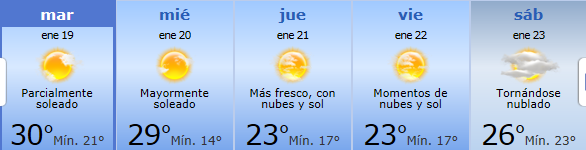 mar
ene 19
Parcialmente
soleado
30° Mín. 21°
mié
ene 20
Mayormente
soleado
29° Mín. 14°
jue
ene 21
Más fresco, con
nubes y sol
23° Mín. 17°
vie
ene 22
Momentos de
nubes y sol
23° Mín. 17°
sáb
ene 23
Tornándose
nublado
26° Mín. 23°